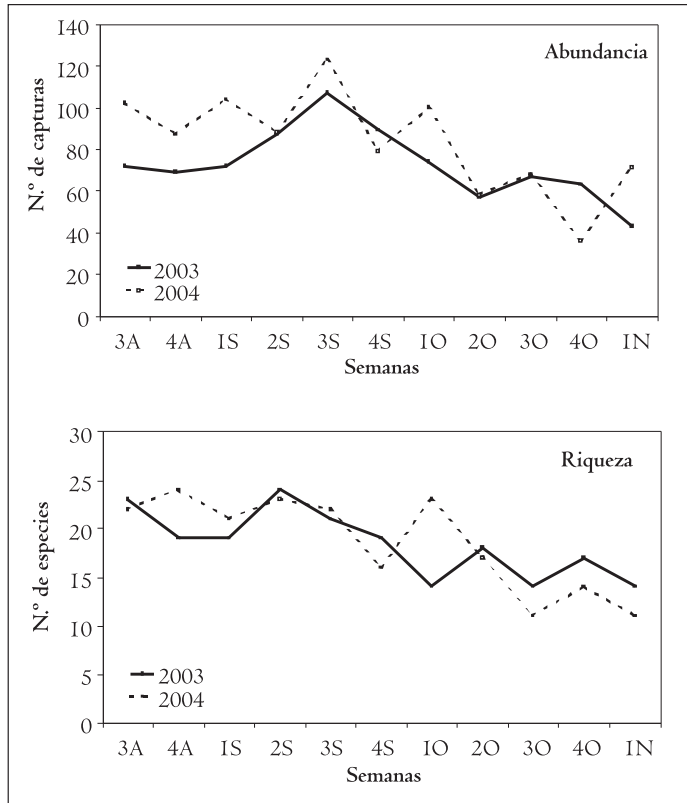 Abundancia
N.º de capturas
140
120
100
80
60
40
20
0
2003
2004
3A 4A 1S 2S 3S 4S 1O 2O 3O 4O 1N
Semanas
Riqueza
N.º de especies
30
25
20
15
10
5
0
2003
2004
3A 4A 1S 2S 3S 4S 1O 2O 3O 4O 1N
Semanas